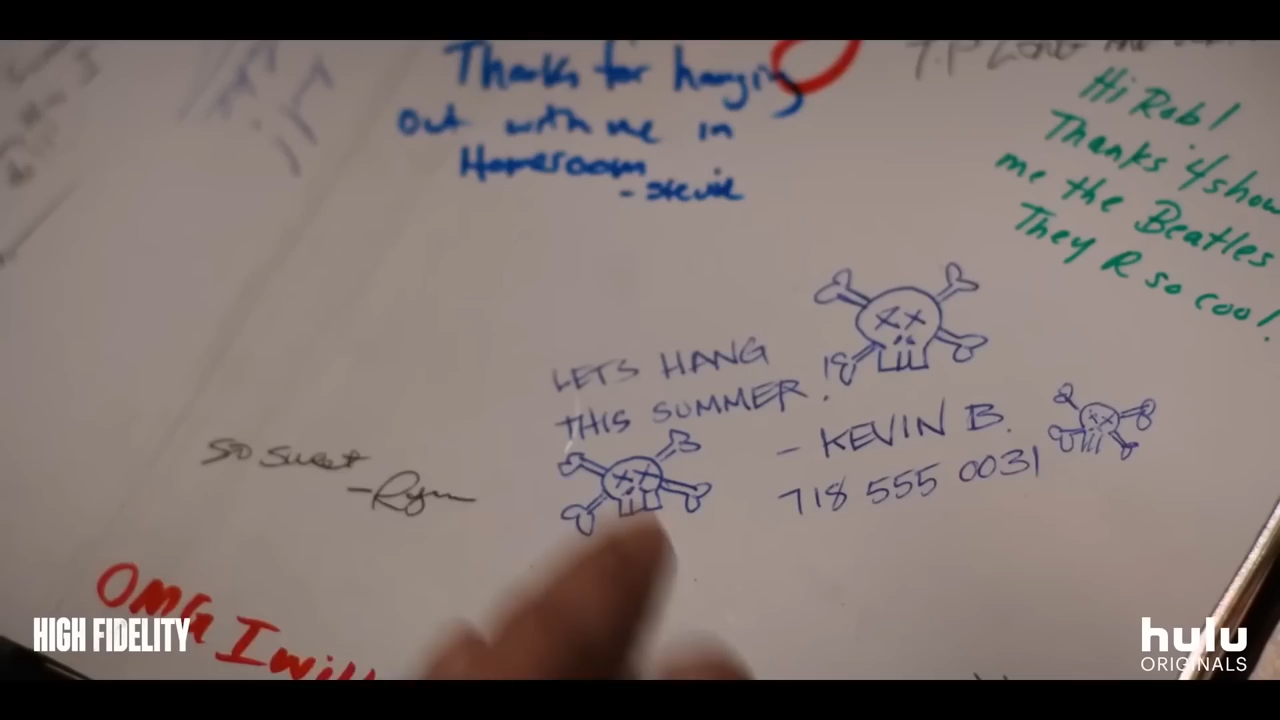 Thanks for hanging
out with me in
Homeroom
-Stevie
Hi Rob!
Thanks 4 show
me the Beatles
They R so cool!
LETS HANG
THIS SUMMER!
- KEVIN B.
718 555 0031
SO Sweet
-Ryan
OMG I will
HIGH FIDELITY
hulu
ORIGINALS